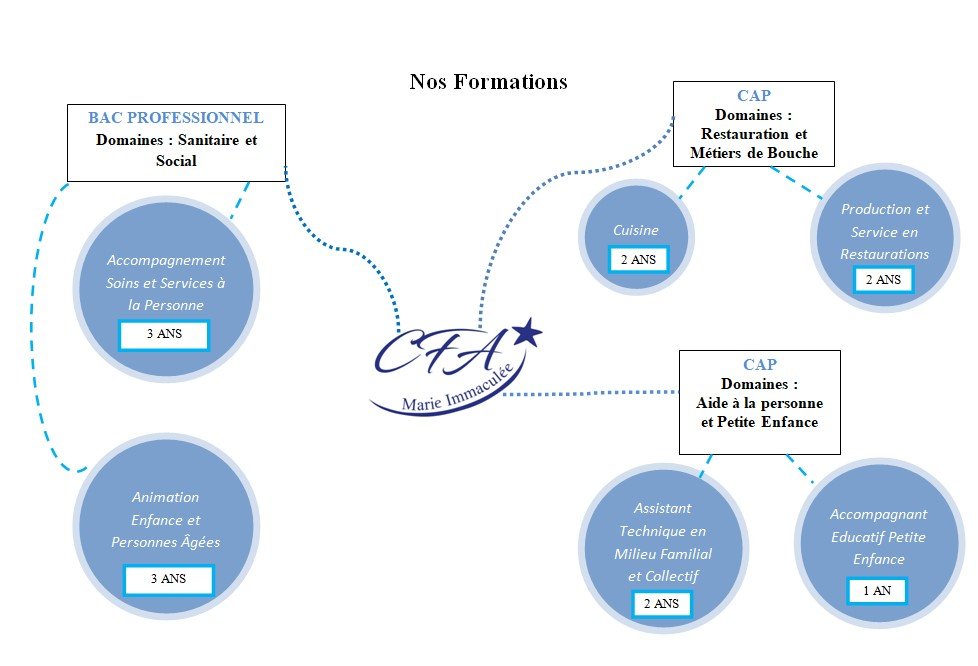 Nos Formations
BAC PROFESSIONNEL
Domaines : Sanitaire et
Social
Accompagnement
Soins et Services à
la Personne
3 ANS
Animation
Enfance et
Personnes Âgées
3 ANS
CFA
Marie Immaculée
CAP
Domaines :
Restauration et
Métiers de Bouche
Cuisine
2 ANS
Production et
Service en
Restaurations
2 ANS
CAP
Domaines :
Aide à la personne
et Petite Enfance
Assistant
Technique en
Milieu Familial
et Collectif
2 ANS
Accompagnant
Educatif Petite
Enfance
1 AN